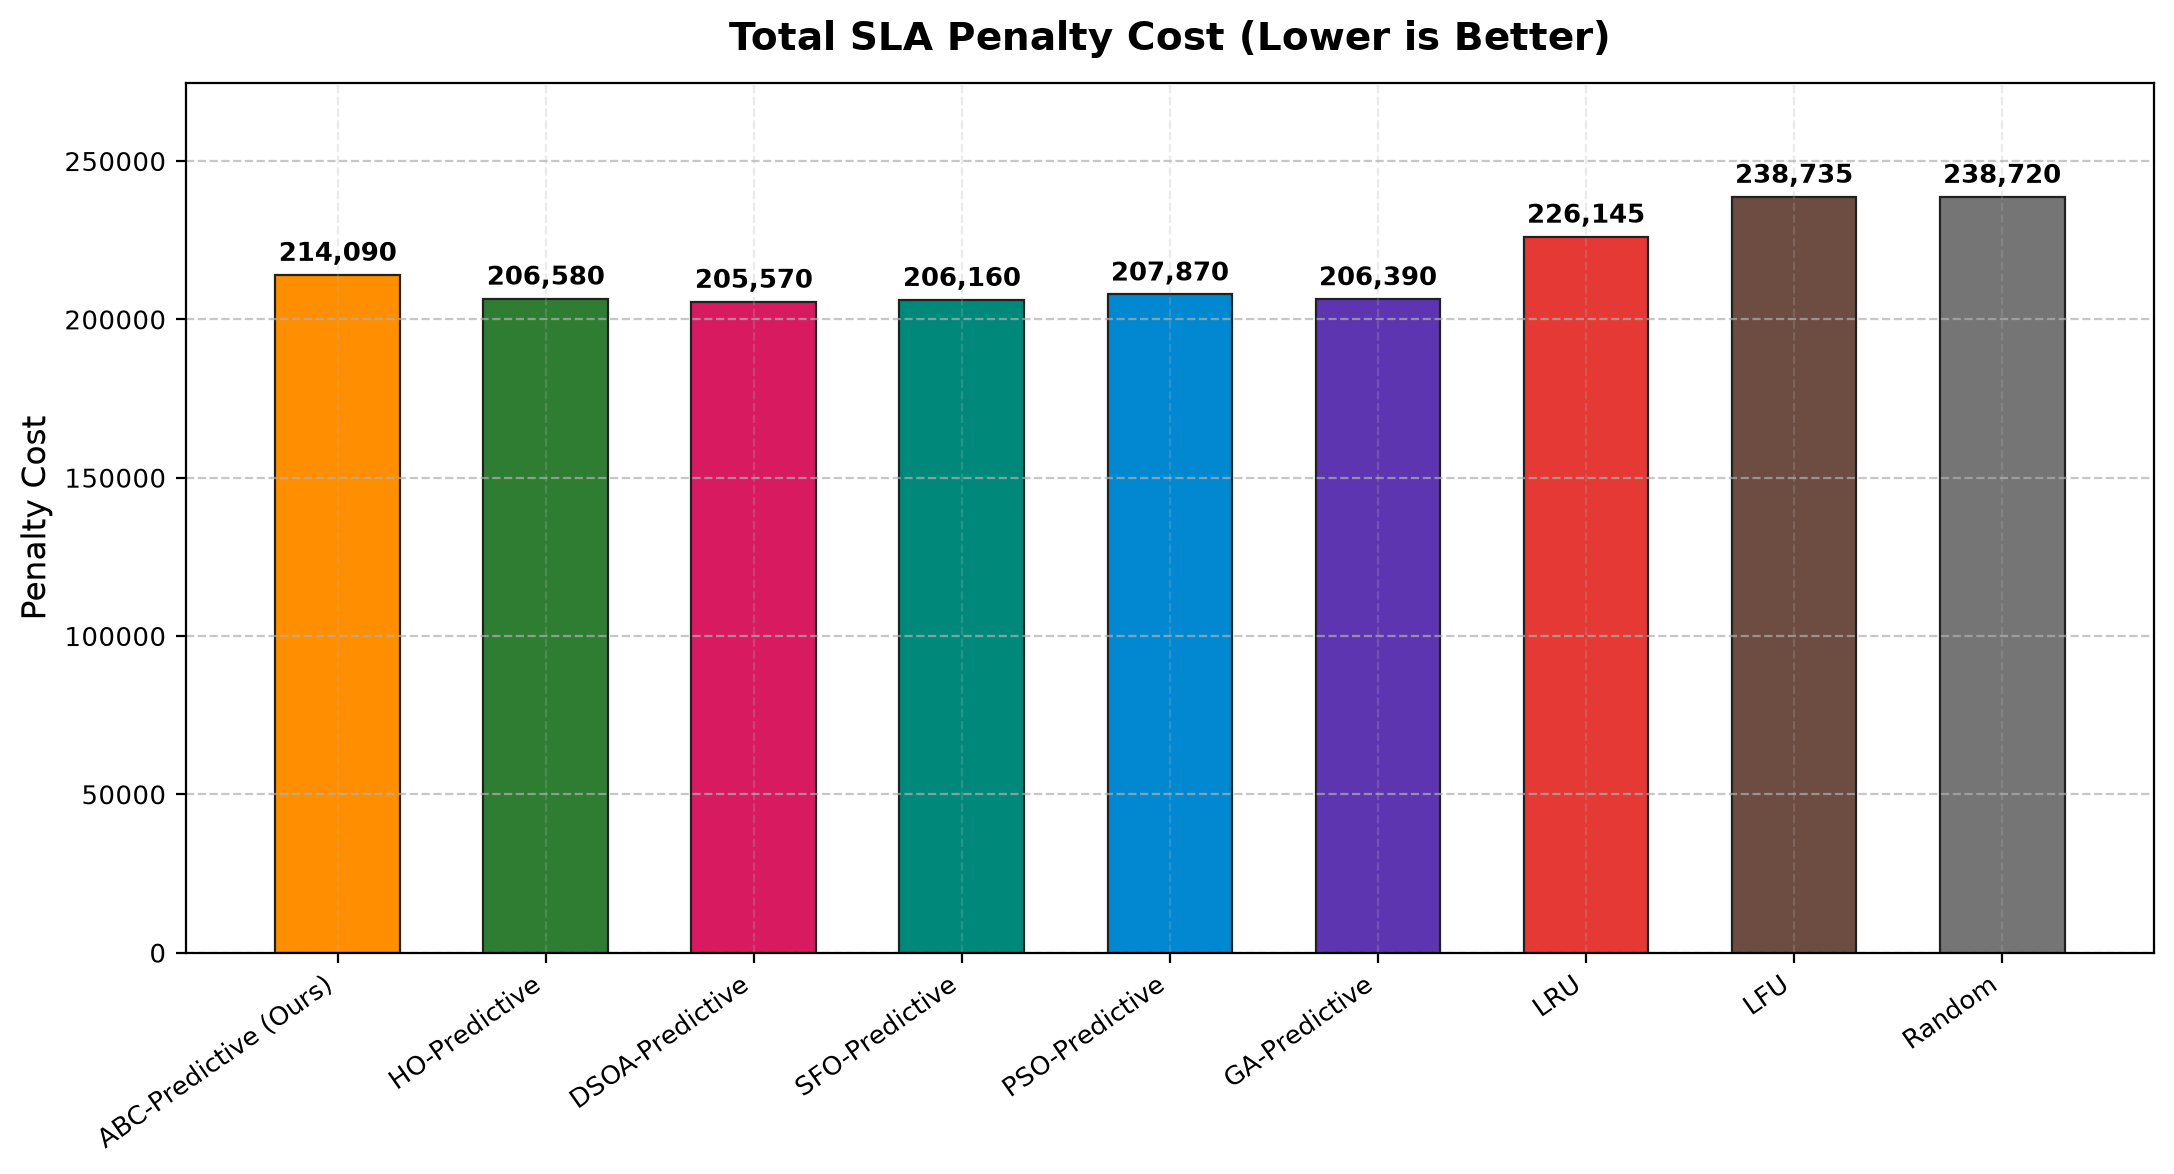 Total SLA Penalty Cost (Lower is Better)
Penalty Cost
250000
200000
150000
100000
50000
0
214,090
206,580
205,570
206,160
207,870
206,390
226,145
238,735
238,720
ABC-Predictive (Ours)
HO-Predictive
DSOA-Predictive
SFO-Predictive
PSO-Predictive
GA-Predictive
LRU
LFU
Random